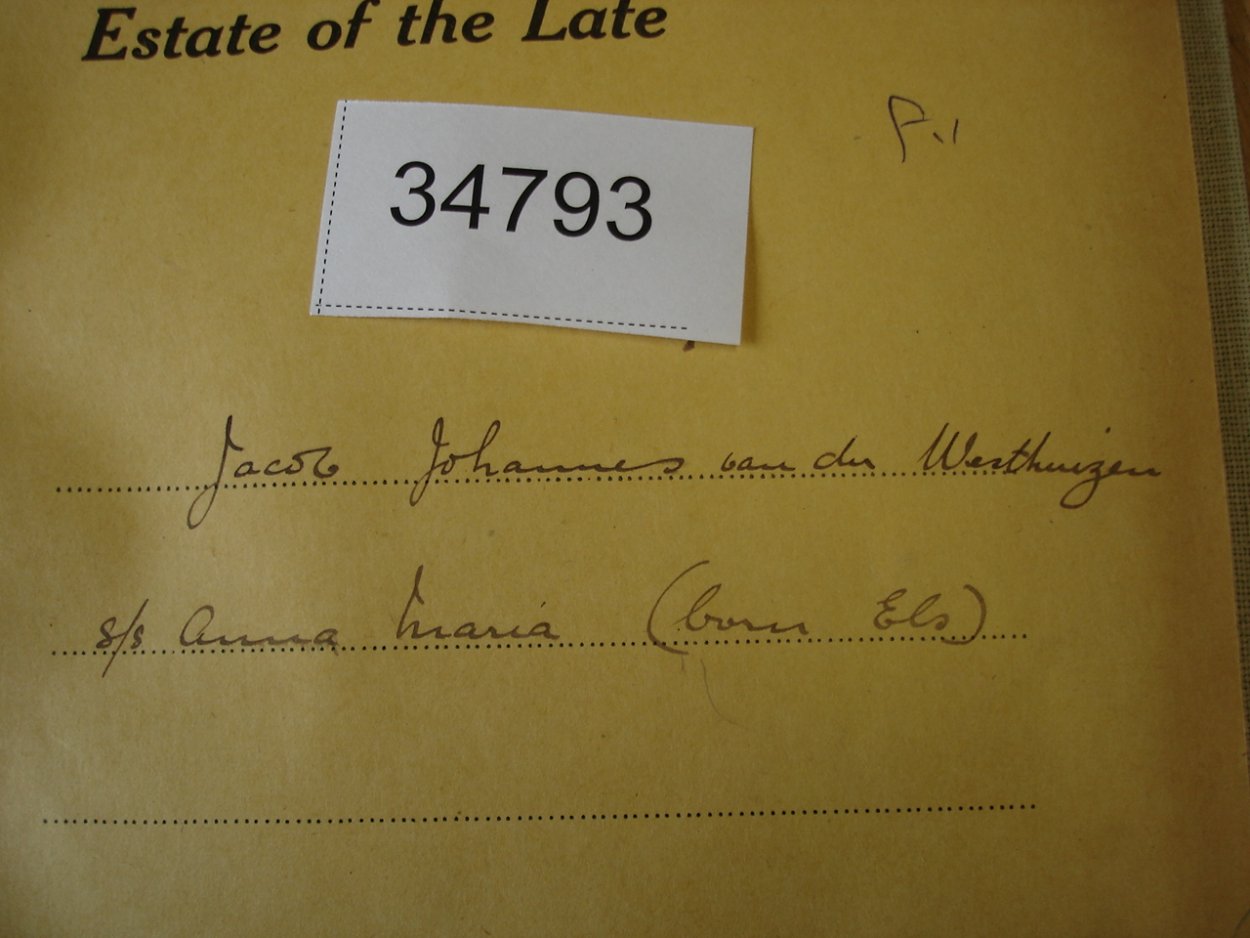 Estate of the Late
P.1
34793
Jacob Johannes van der Westhuizen
s/s Anna Maria (born Els)